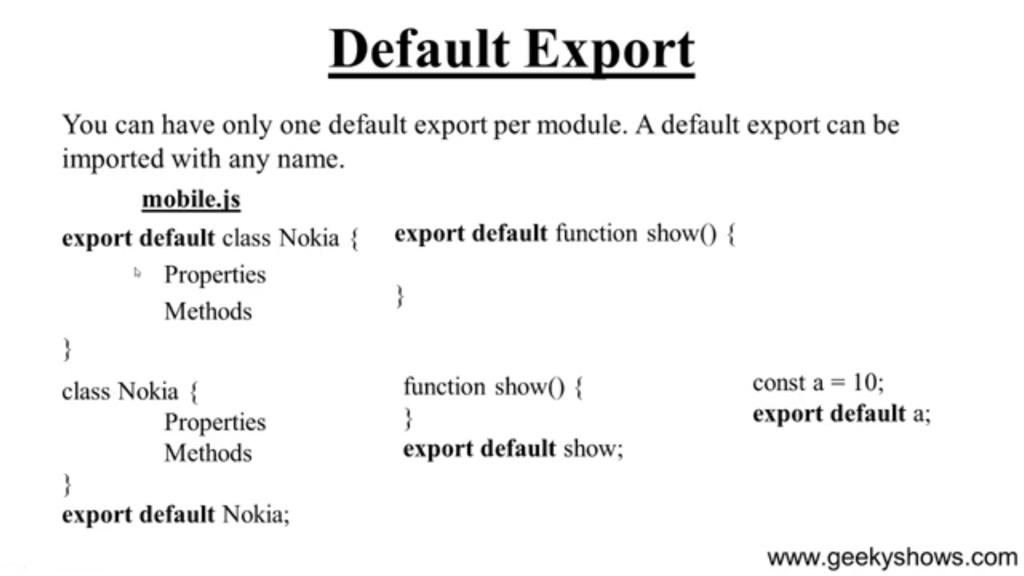 Default Export
You can have only one default export per module. A default export can be
imported with any name.
mobile.js
export default class Nokia {
Properties
Methods
}
export default function show() {
}
class Nokia {
Properties
Methods
}
export default Nokia;
function show() {
}
export default show;
const a = 10;
export default a;
www.geekyshows.com